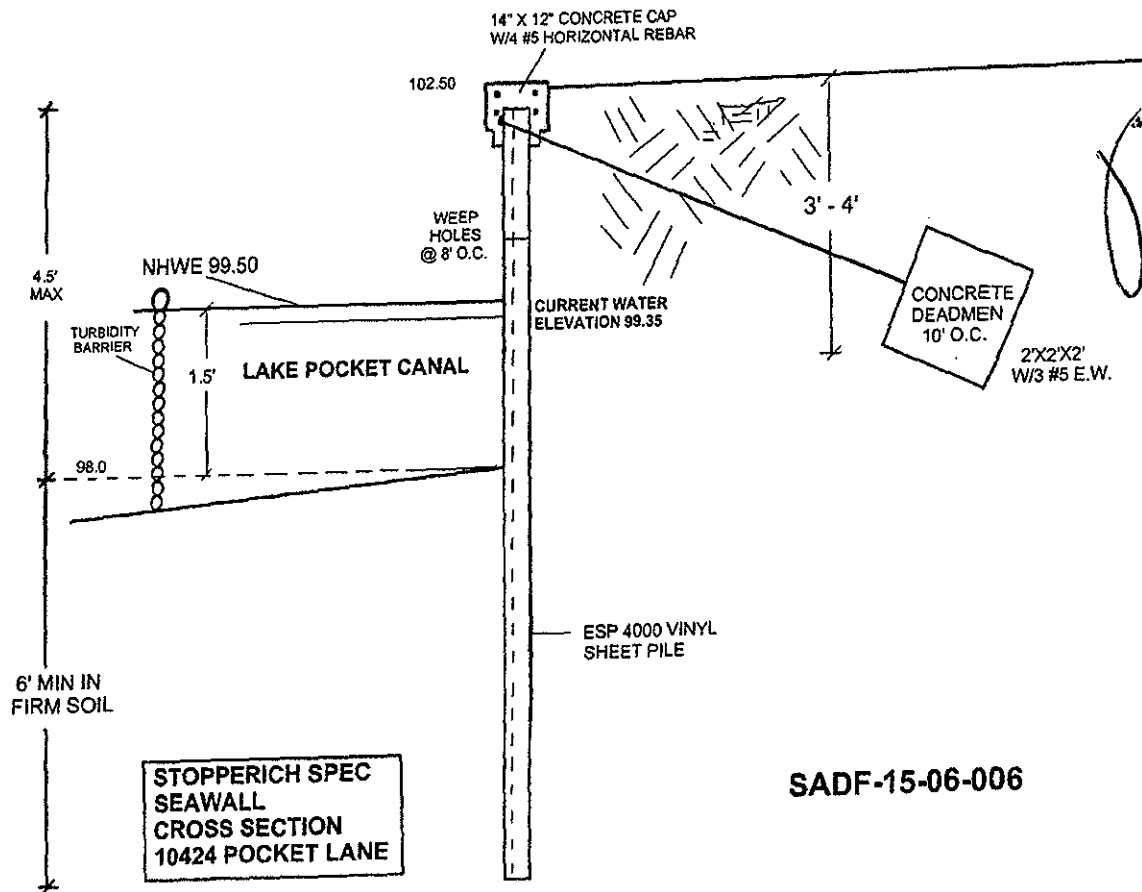 14" X 12" CONCRETE CAP
W/4 #5 HORIZONTAL REBAR
102.50
3' - 4'
WEEP
HOLES
@ 8' O.C.
4.5'
MAX
NHWE 99.50
CURRENT WATER
ELEVATION 99.35
CONCRETE
DEADMEN
10' O.C.
2'X2'X2'
W/3 #5 E.W.
TURBIDITY
BARRIER
1.5'
LAKE POCKET CANAL
98.0
ESP 4000 VINYL
SHEET PILE
6' MIN IN
FIRM SOIL
STOPPERICH SPEC
SEAWALL
CROSS SECTION
10424 POCKET LANE
SADF-15-06-006